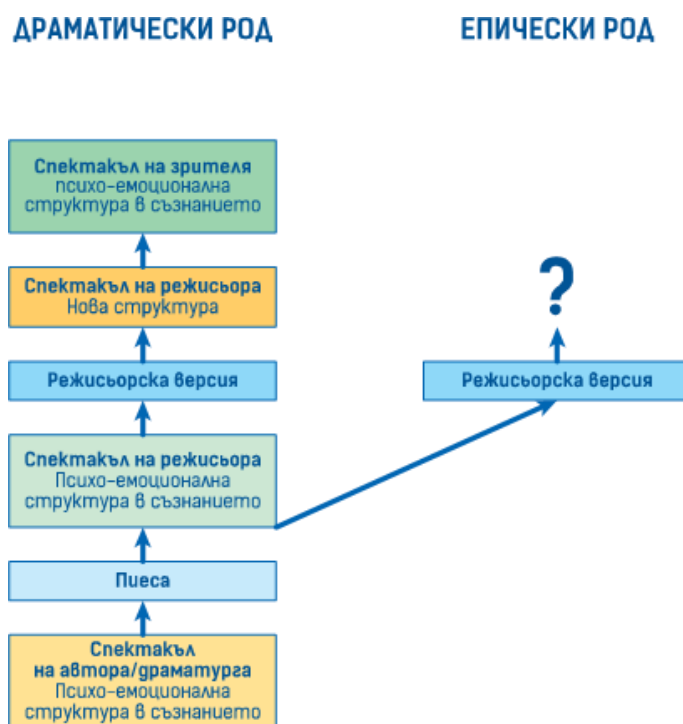 ДРАМАТИЧЕСКИ РОД
ЕПИЧЕСКИ РОД
Спектакъл на зрителя
психо-емоционална
структура в съзнанието
Спектакъл на режисьора
Нова структура
?
Режисьорска версия
Режисьорска версия
Спектакъл на режисьора
Психо-емоционална
структура в съзнанието
Пиеса
Спектакъл
на автора/драматурга
Психо-емоционална
структура в съзнанието